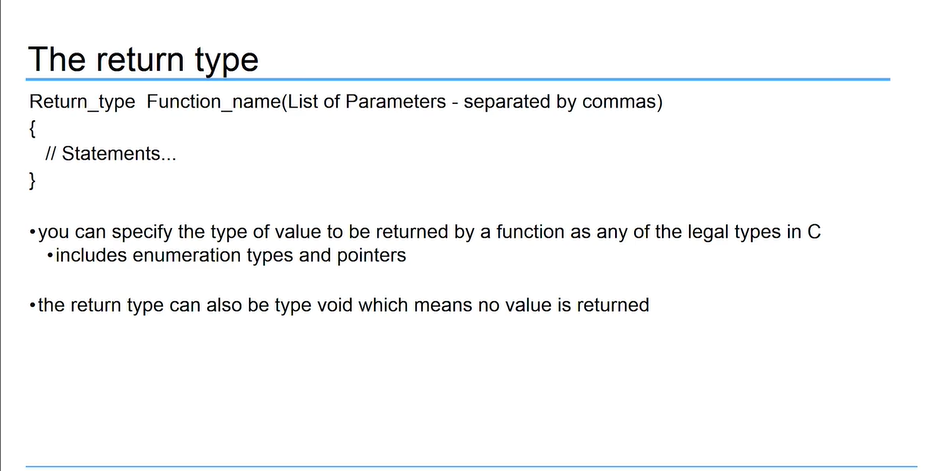 The return type
Return_type  Function_name(List of Parameters - separated by commas)
{
// Statements...
}
•you can specify the type of value to be returned by a function as any of the legal types in C
•includes enumeration types and pointers
•the return type can also be type void which means no value is returned